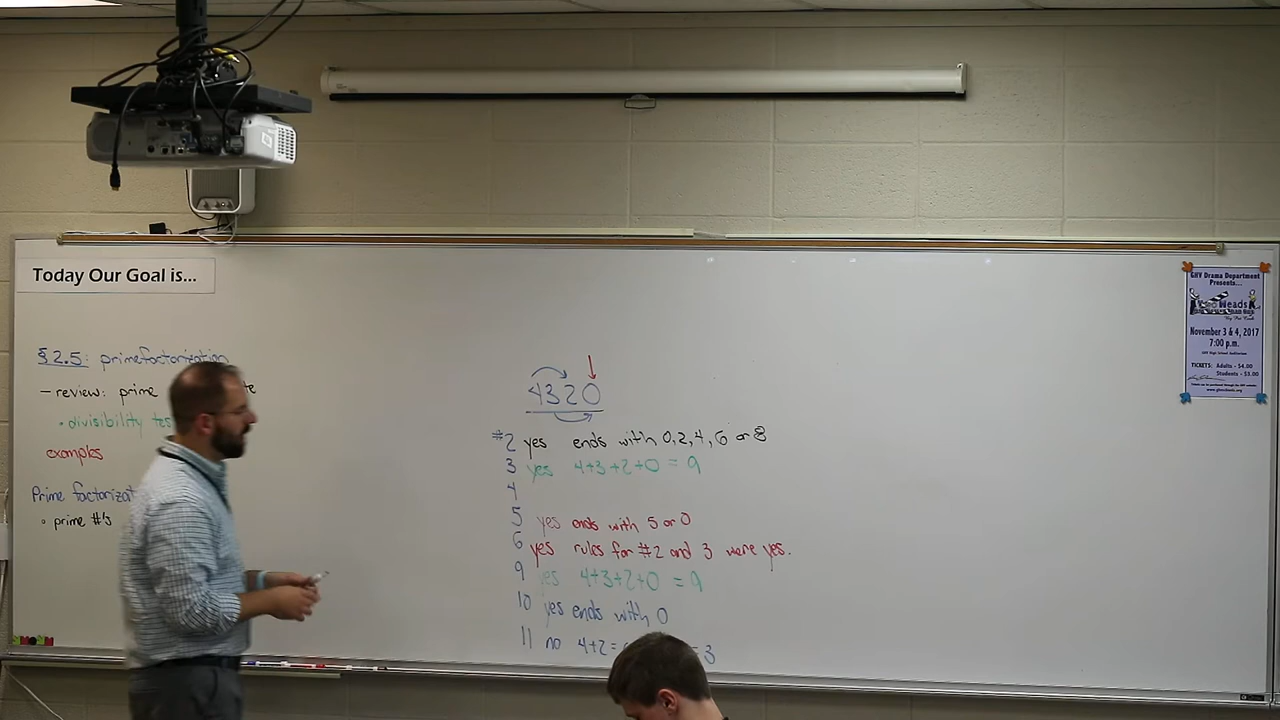 Today Our Goal is...
§ 2.5: prime factorization
- review: prime
• divisibility
examples
Prime
• prime #'s
4320
#2 yes ends with 0,2,4,6 or 8
3 yes 4+3+2+0 = 9
4
5 yes ends with 5 or 0
6 yes rules for #2 and 3 were yes.
9 yes 4+3+2+0 = 9
10 yes ends with 0
11 no 4+2= =3
GHV Drama Department
Presents...
November 3 & 4, 2017
7:00 p.m.
GHV High School Auditorium
TICKETS: Adults - $4.00
Students - $3.00